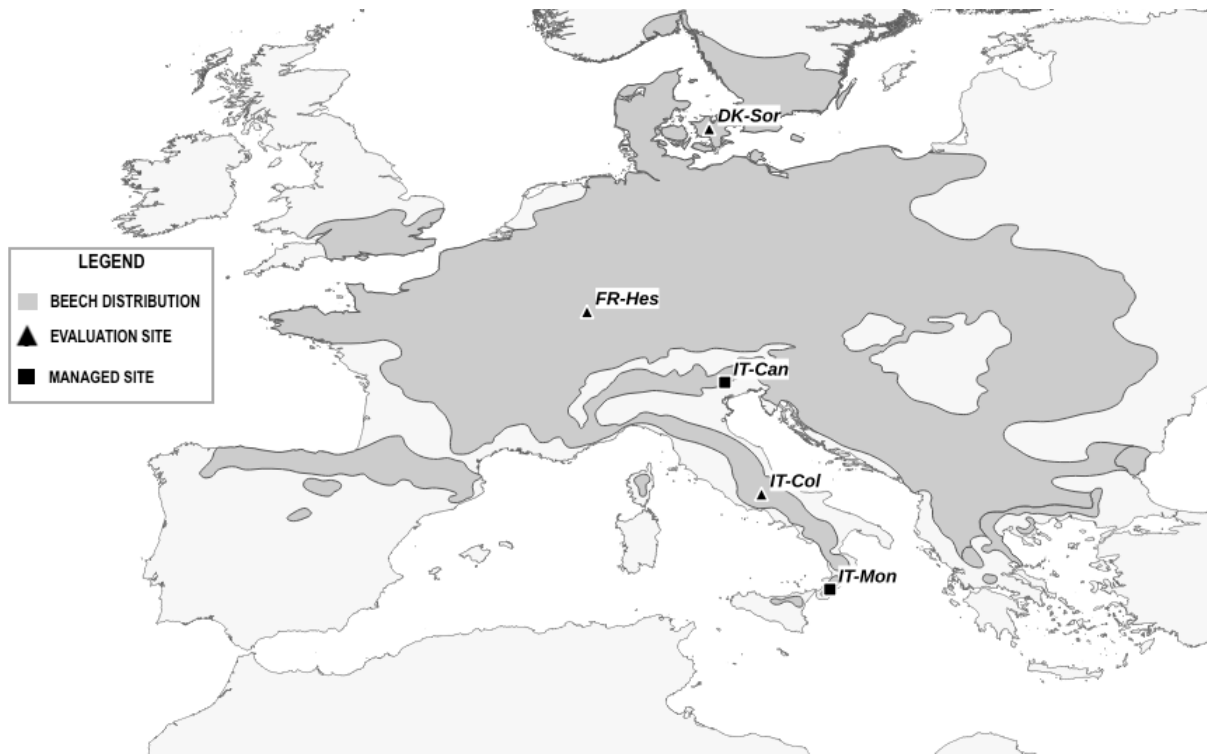 DK-Sor
LEGEND
BEECH DISTRIBUTION
EVALUATION SITE
MANAGED SITE
FR-Hes
IT-Can
IT-Col
IT-Mon